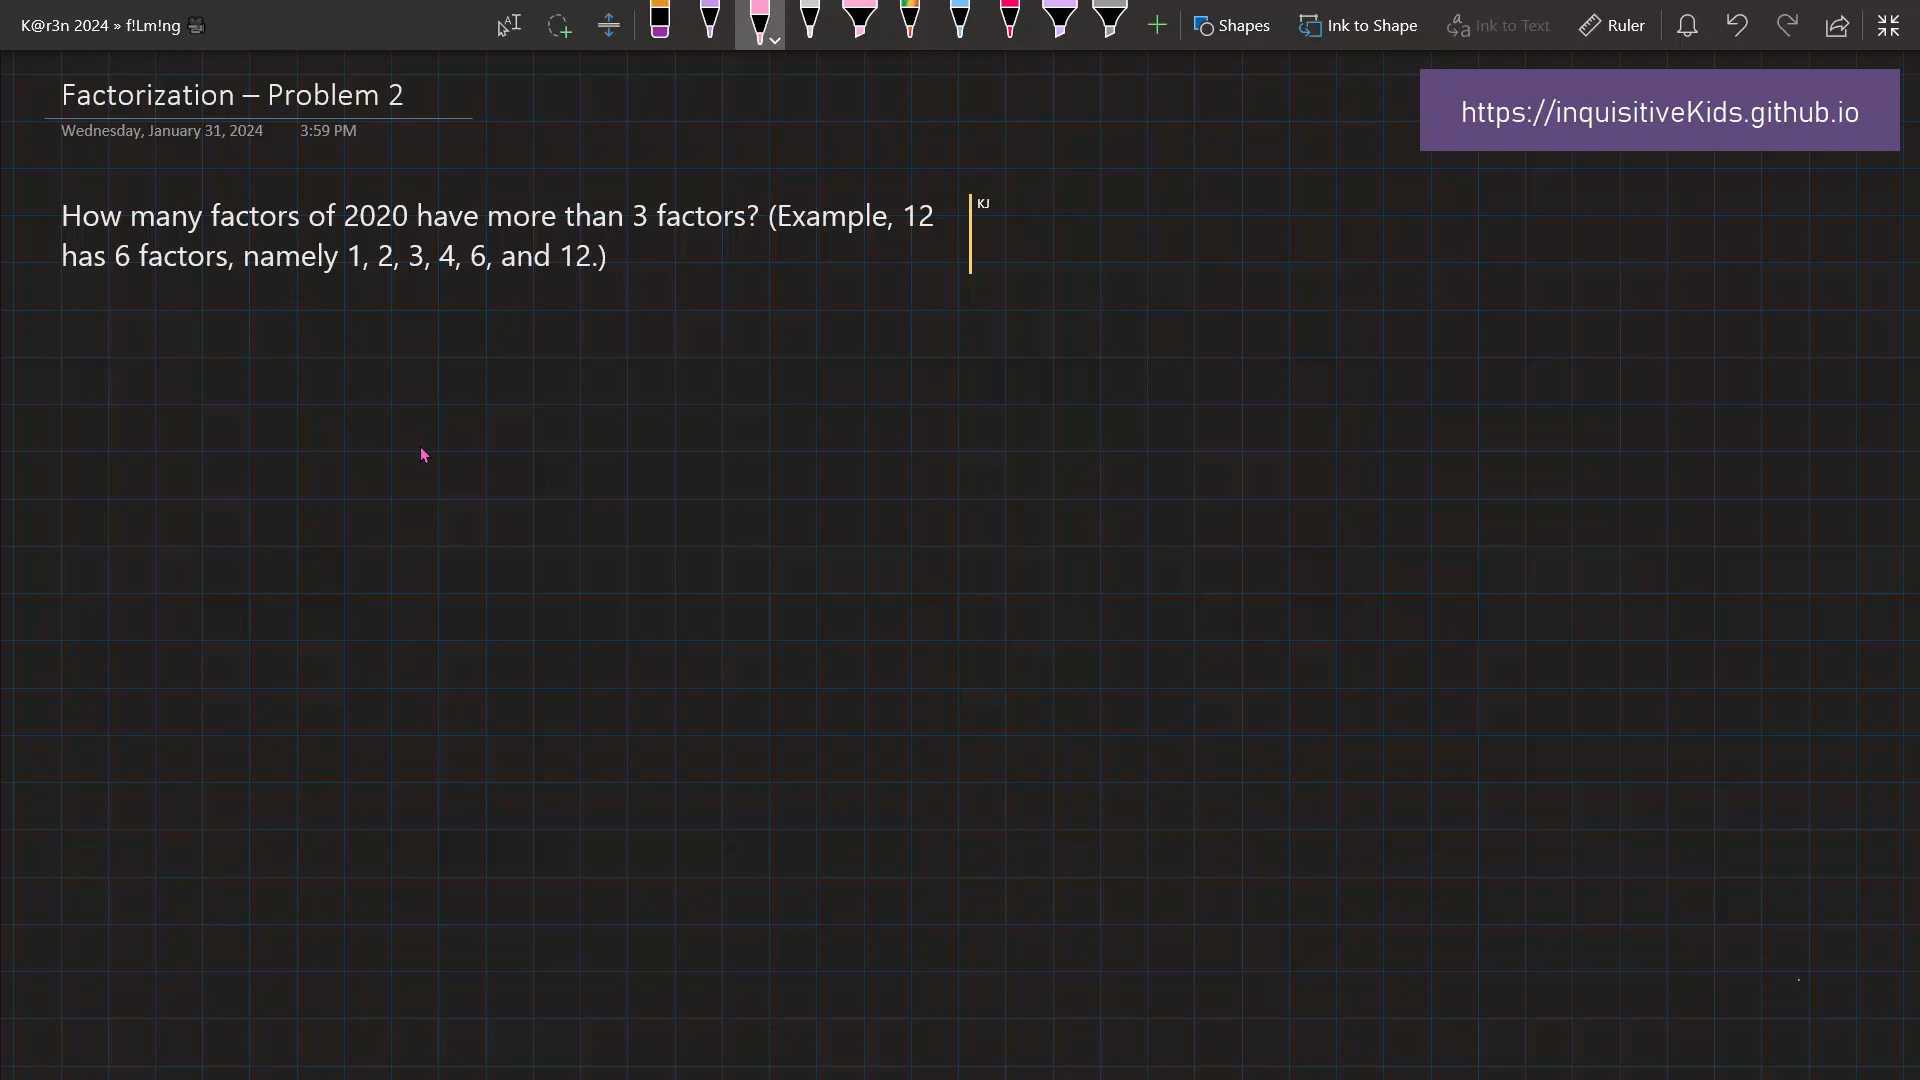 K@r3n 2024 » f!Lm!ng
Shapes
Ink to Shape
Ink to Text
Ruler
Factorization – Problem 2
Wednesday, January 31, 2024 3:59 PM
https://inquisitiveKids.github.io
How many factors of 2020 have more than 3 factors? (Example, 12
has 6 factors, namely 1, 2, 3, 4, 6, and 12.)
KJ